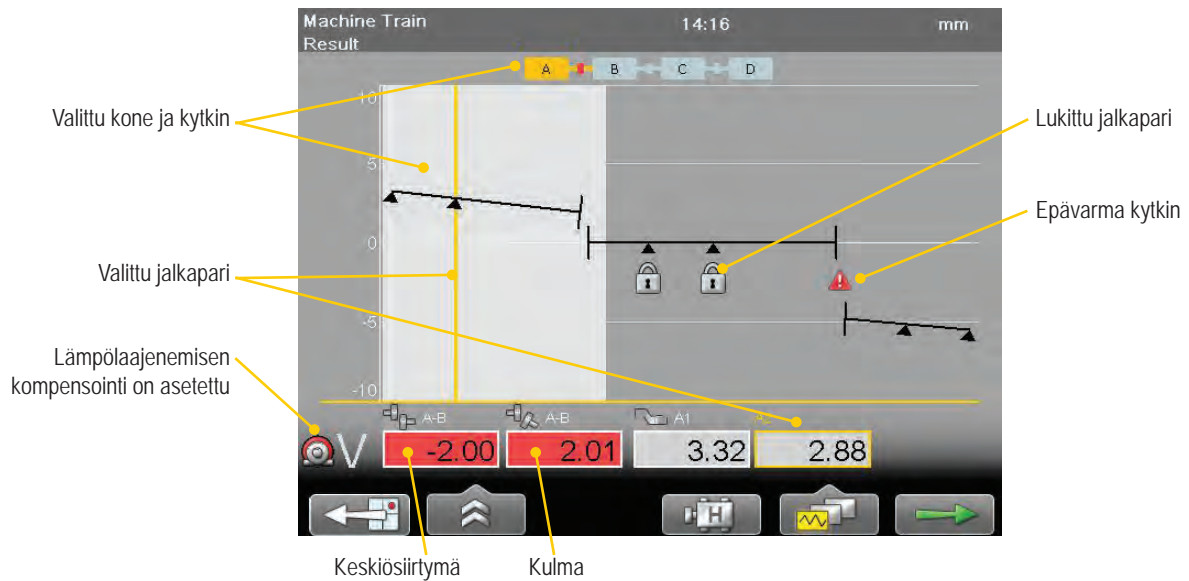 Machine Train
14:16
mm
Result
A
B
C
D
Valittu kone ja kytkin
10
Lukittu jalkapari
5
Epävarma kytkin
0
Valittu jalkapari
-5
Lämpölaajenemisen
kompensointi on asetettu
-10
A-B
A-B
A1
V
-2.00
2.01
3.32
2.88
H
Keskiösiirtymä
Kulma